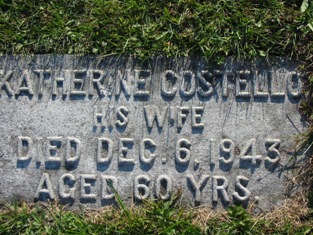 KATHERINE COSTELLO
HIS WIFE
DIED DEC. 6. 1943
AGED 60 YRS.